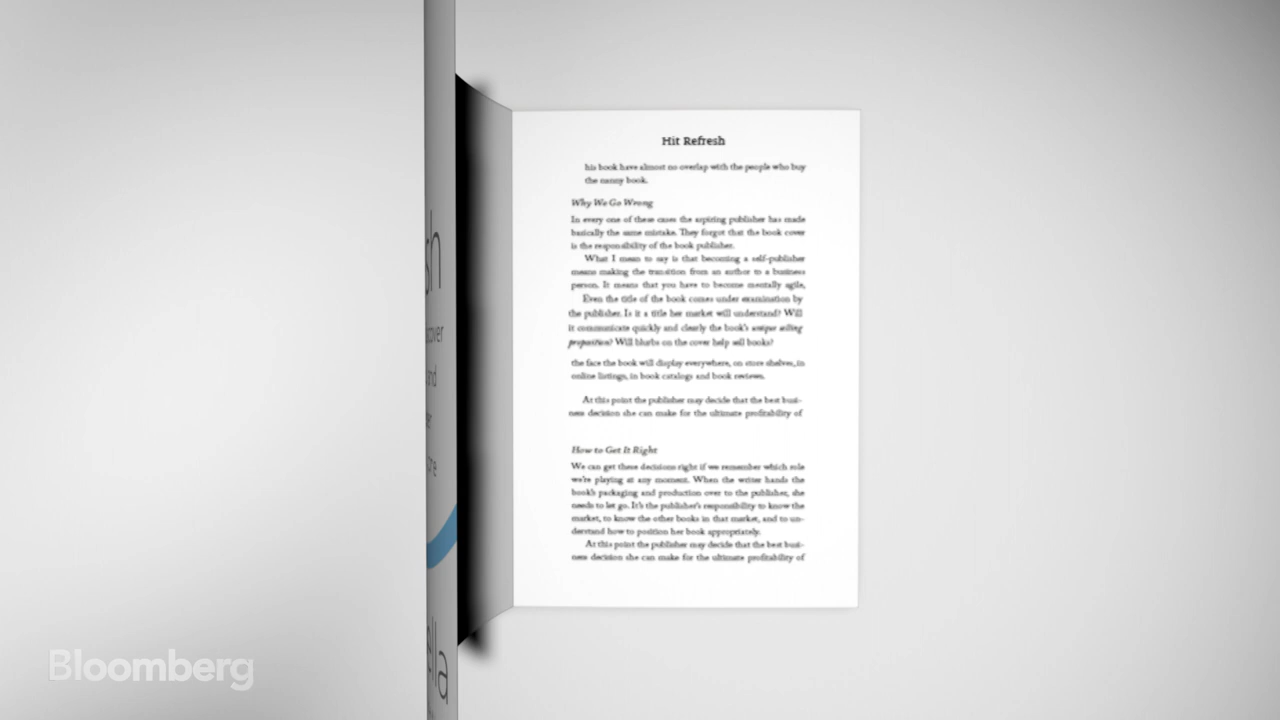 sh
cover
and
er
one
ella
Hit Refresh
his book have almost no overlap with the people who buy
the nanny book.
Why We Go Wrong
In every one of these cases the aspiring publisher has made
basically the same mistake. They forgot that the book cover
is the responsibility of the book publisher.
What I mean to say is that becoming a self-publisher
means making the transition from an author to a business
person. It means that you have to become mentally agile,
Even the title of the book comes under examination by
the publisher. Is it a title her market will understand? Will
it communicate quickly and clearly the book's unique selling
proposition? Will blurbs on the cover help sell books?
the face the book will display everywhere, on store shelves, in
online listings, in book catalogs and book reviews.
At this point the publisher may decide that the best busi-
ness decision she can make for the ultimate profitability of
How to Get It Right
We can get these decisions right if we remember which role
we're playing at any moment. When the writer hands the
book's packaging and production over to the publisher, she
needs to let go. It's the publisher's responsibility to know the
market, to know the other books in that market, and to un-
derstand how to position her book appropriately.
At this point the publisher may decide that the best busi-
ness decision she can make for the ultimate profitability of
Bloomberg